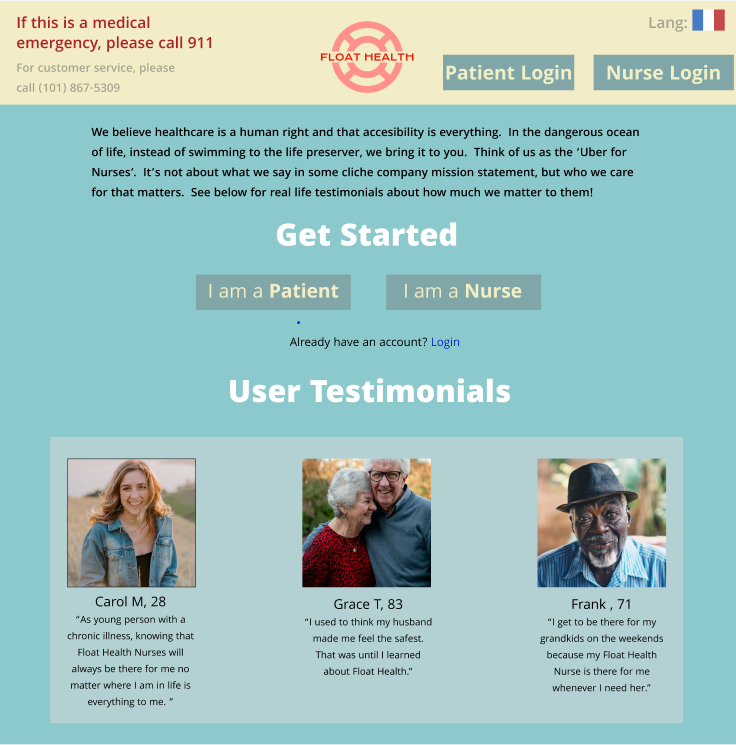 If this is a medical
emergency, please call 911
For customer service, please
call (101) 867-5309
FLOAT HEALTH
Lang:
Patient Login
Nurse Login
We believe healthcare is a human right and that accesibility is everything.  In the dangerous ocean
of life, instead of swimming to the life preserver, we bring it to you.  Think of us as the ‘Uber for
Nurses’.  It’s not about what we say in some cliche company mission statement, but who we care
for that matters.  See below for real life testimonials about how much we matter to them!
Get Started
I am a Patient
I am a Nurse
Already have an account? Login
User Testimonials
Carol M, 28
“As young person with a
chronic illness, knowing that
Float Health Nurses will
always be there for me no
matter where I am in life is
everything to me. ”
Grace T, 83
“I used to think my husband
made me feel the safest.
That was until I learned
about Float Health.”
Frank , 71
“I get to be there for my
grandkids on the weekends
because my Float Health
Nurse is there for me
whenever I need her.”